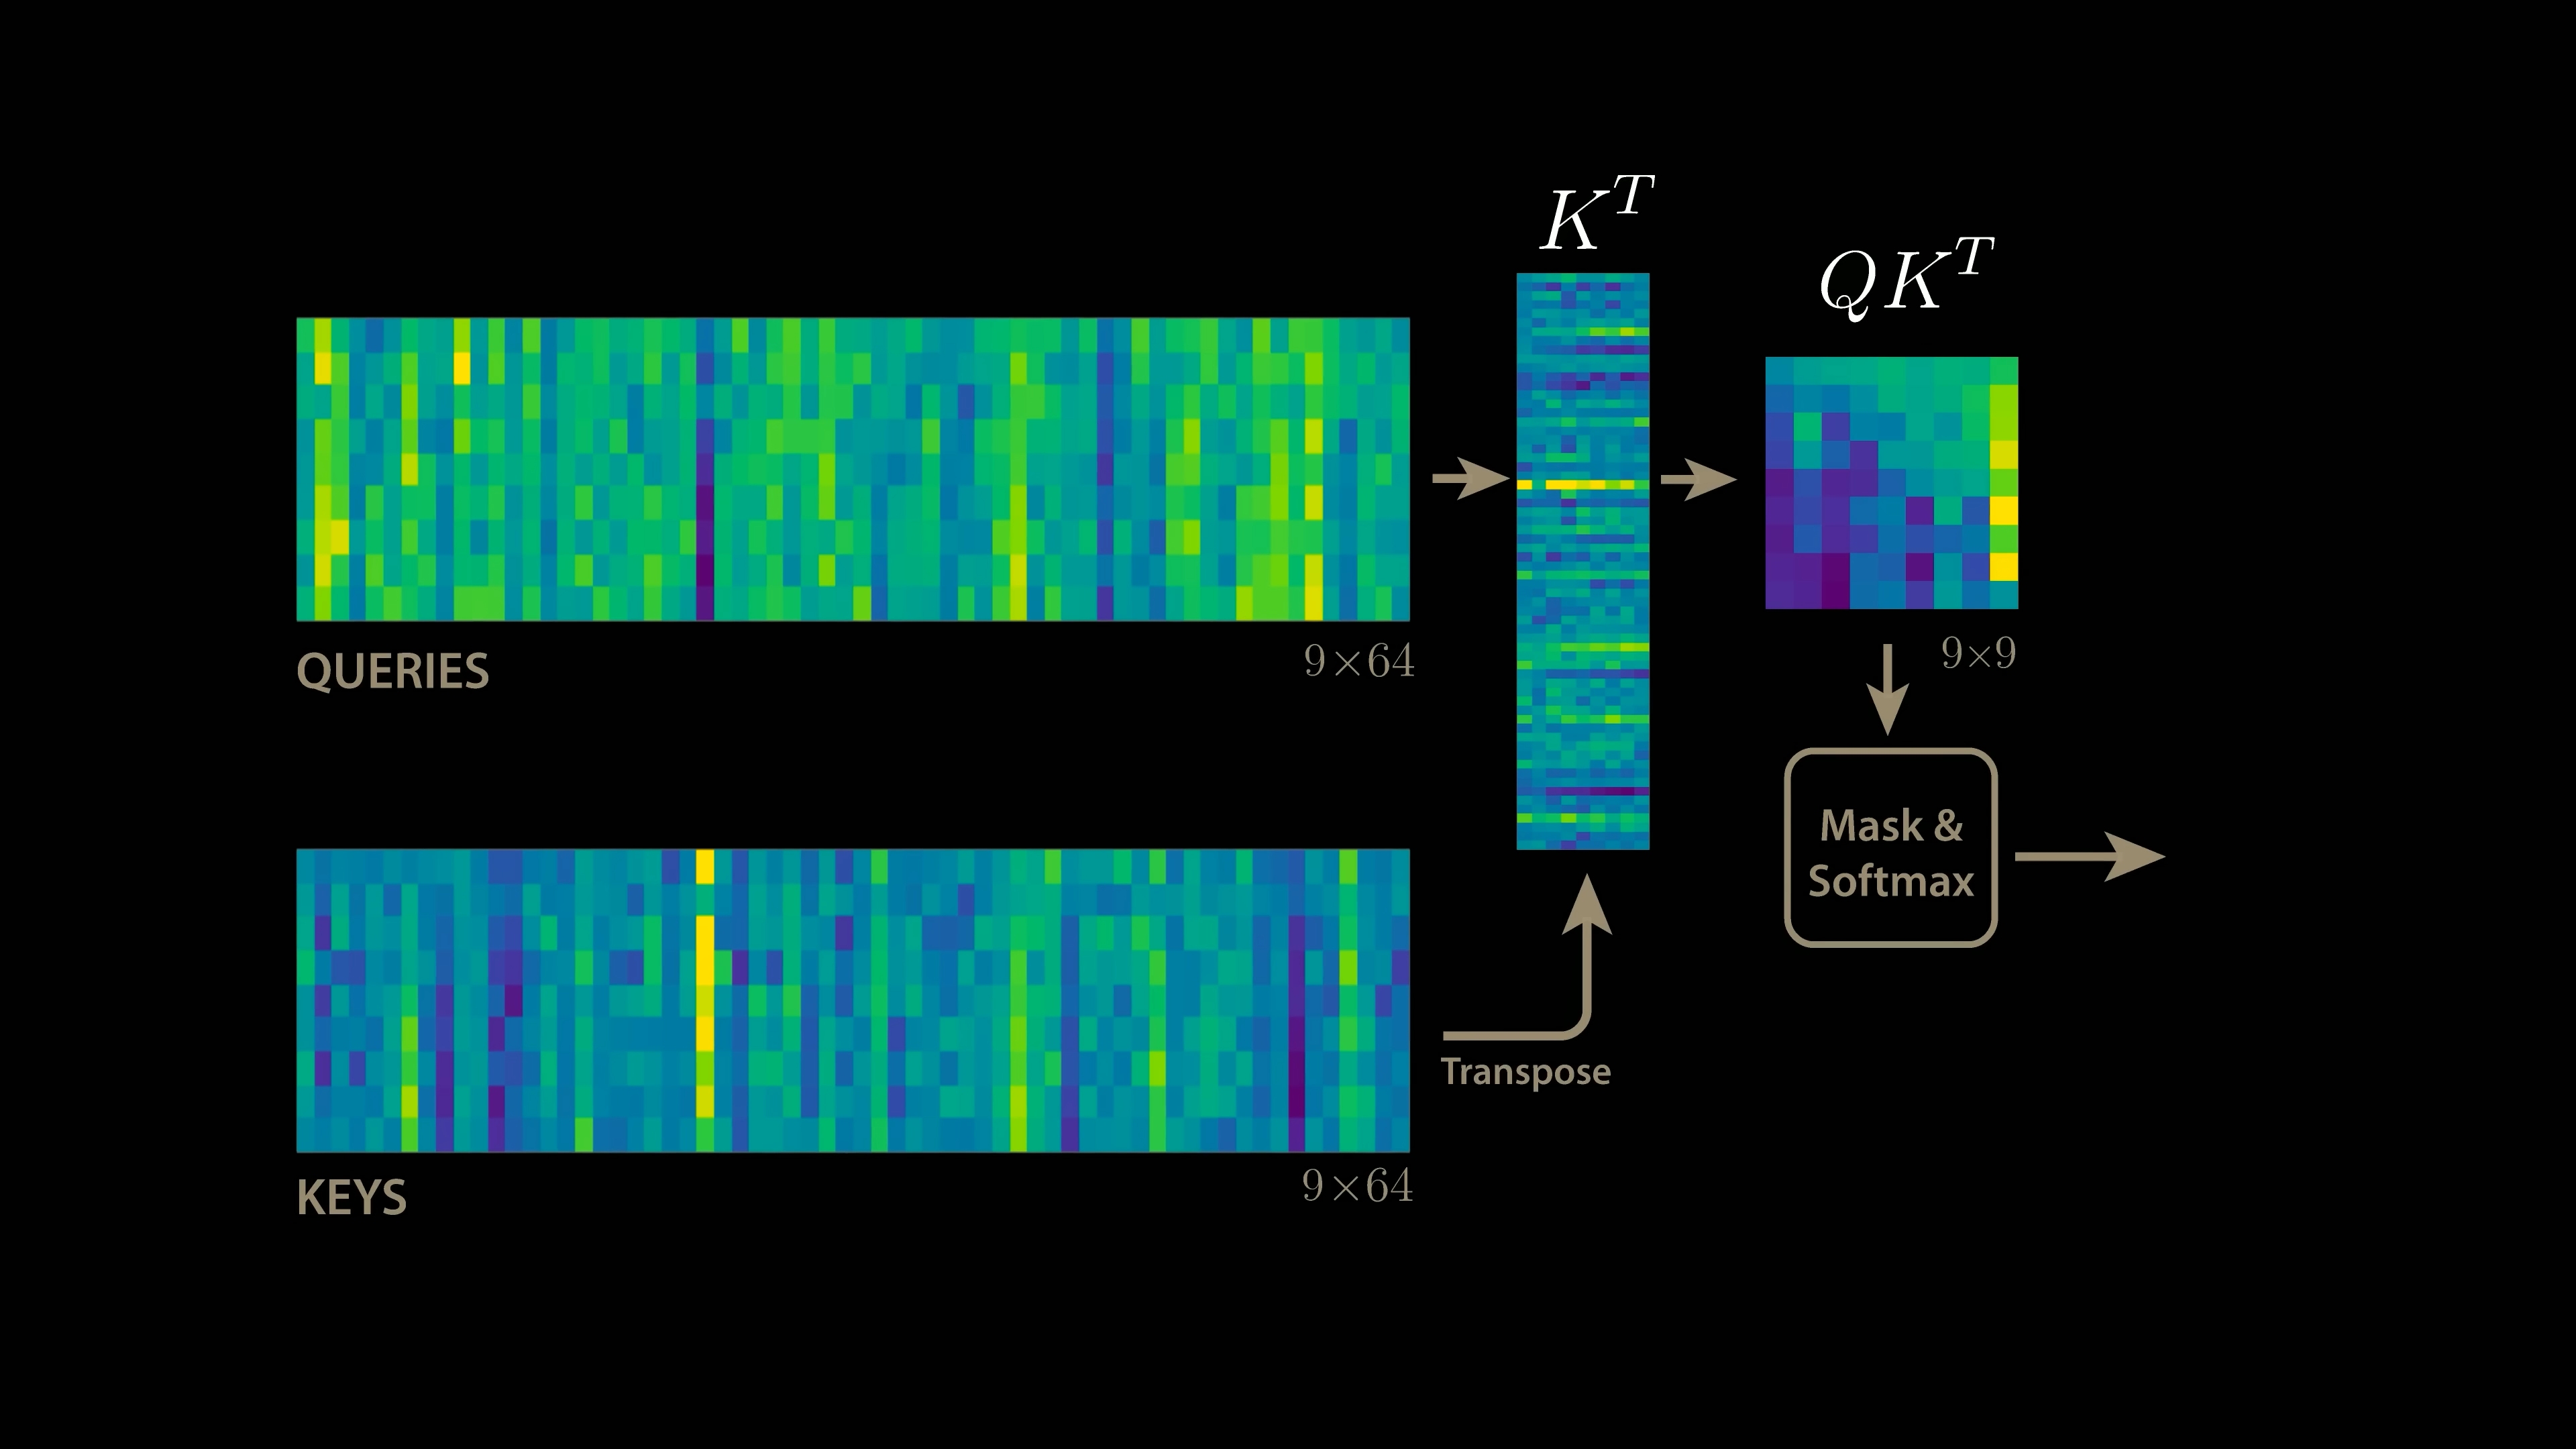 K^T
QK^T
QUERIES
9×64
9×9
Mask &
Softmax
Transpose
KEYS
9×64